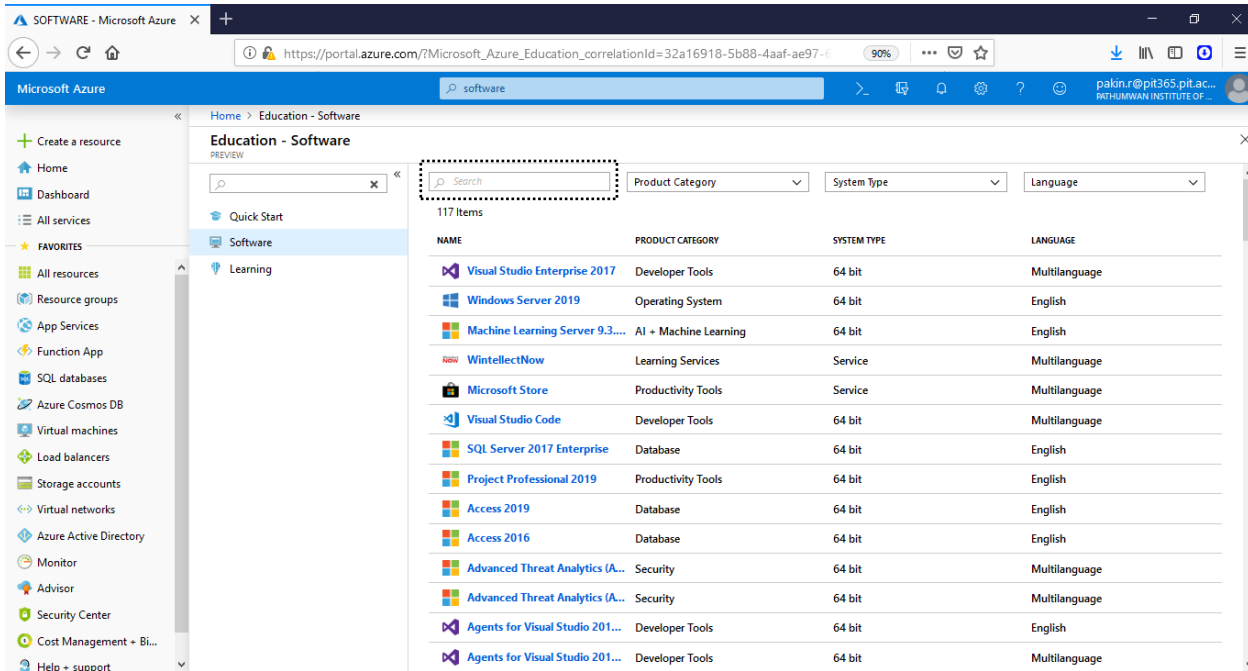 SOFTWARE - Microsoft Azure
https://portal.azure.com/?Microsoft_Azure_Education_correlationId=32a16918-5b88-4aaf-ae97-
90%
Microsoft Azure
software
pakin.r@pit365.pit.ac...
PATHUMWAN INSTITUTE OF ...
Home > Education - Software
Education - Software
PREVIEW
Create a resource
Home
Dashboard
All services
FAVORITES
All resources
Resource groups
App Services
Function App
SQL databases
Azure Cosmos DB
Virtual machines
Load balancers
Storage accounts
Virtual networks
Azure Active Directory
Monitor
Advisor
Security Center
Cost Management + Bi...
Help + support
Quick Start
Software
Learning
Search
Product Category
System Type
Language
117 Items
NAME PRODUCT CATEGORY SYSTEM TYPE LANGUAGE
Visual Studio Enterprise 2017 Developer Tools 64 bit Multilanguage
Windows Server 2019 Operating System 64 bit English
Machine Learning Server 9.3.... AI + Machine Learning 64 bit English
WintellectNow Learning Services Service Multilanguage
Microsoft Store Productivity Tools Service Multilanguage
Visual Studio Code Developer Tools 64 bit Multilanguage
SQL Server 2017 Enterprise Database 64 bit English
Project Professional 2019 Productivity Tools 64 bit English
Access 2019 Database 64 bit English
Access 2016 Database 64 bit English
Advanced Threat Analytics (A... Security 64 bit Multilanguage
Advanced Threat Analytics (A... Security 64 bit Multilanguage
Agents for Visual Studio 201... Developer Tools 64 bit English
Agents for Visual Studio 201... Developer Tools 64 bit Multilanguage